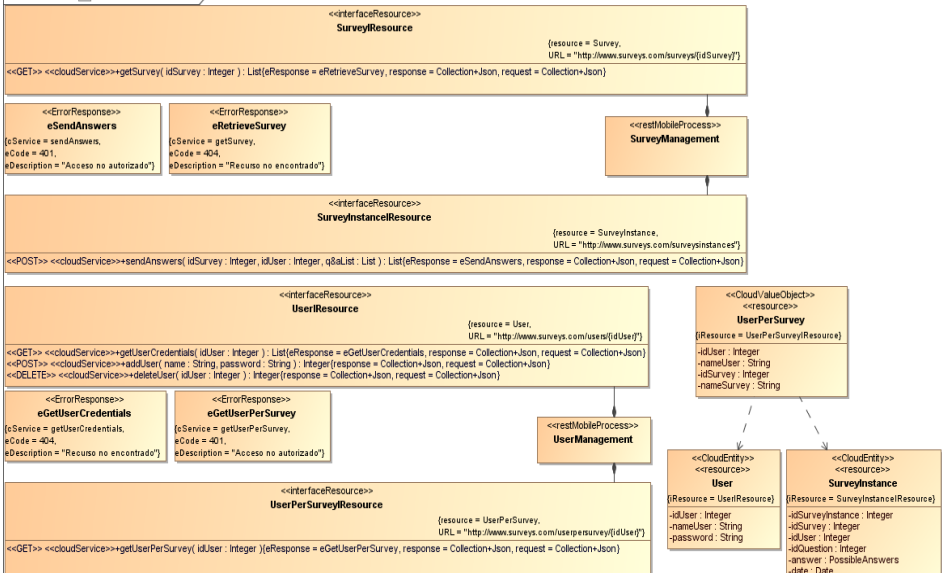 <<interfaceResource>>
SurveyIResource
{resource = Survey,
URL = "http://www.surveys.com/surveys/{idSurvey}"}
<<GET>> <<cloudService>>+getSurvey( idSurvey : Integer ) : List{eResponse = eRetrieveSurvey, response = Collection+Json, request = Collection+Json}
<<ErrorResponse>>
eSendAnswers
{cService = sendAnswers,
eCode = 401,
eDescription = "Acceso no autorizado"}
<<ErrorResponse>>
eRetrieveSurvey
{cService = getSurvey,
eCode = 404,
eDescription = "Recurso no encontrado"}
<<restMobileProcess>>
SurveyManagement
<<interfaceResource>>
SurveyInstanceIResource
{resource = SurveyInstance,
URL = "http://www.surveys.com/surveysinstances"}
<<POST>> <<cloudService>>+sendAnswers( idSurvey : Integer, idUser : Integer, q&aList : List ) : List{eResponse = eSendAnswers, response = Collection+Json, request = Collection+Json}
<<interfaceResource>>
UserIResource
{resource = User,
URL = "http://www.surveys.com/users/{idUser}"}
<<GET>> <<cloudService>>+getUserCredentials( idUser : Integer ) : List{eResponse = eGetUserCredentials, response = Collection+Json, request = Collection+Json}
<<POST>> <<cloudService>>+addUser( name : String, password : String ) : Integer{response = Collection+Json, request = Collection+Json}
<<DELETE>> <<cloudService>>+deleteUser( idUser : Integer ) : Integer{response = Collection+Json, request = Collection+Json}
<<CloudValueObject>>
<<resource>>
UserPerSurvey
{iResource = UserPerSurveyIResource}
-idUser : Integer
-nameUser : String
-idSurvey : Integer
-nameSurvey : String
<<ErrorResponse>>
eGetUserCredentials
{cService = getUserCredentials,
eCode = 404,
eDescription = "Recurso no encontrado"}
<<ErrorResponse>>
eGetUserPerSurvey
{cService = getUserPerSurvey,
eCode = 401,
eDescription = "Acceso no autorizado"}
<<restMobileProcess>>
UserManagement
<<interfaceResource>>
UserPerSurveyIResource
{resource = UserPerSurvey,
URL = "http://www.surveys.com/userpersurvey/{idUser}"}
<<GET>> <<cloudService>>+getUserPerSurvey( idUser : Integer ){eResponse = eGetUserPerSurvey, response = Collection+Json, request = Collection+Json}
<<CloudEntity>>
<<resource>>
User
{iResource = UserIResource}
-idUser : Integer
-nameUser : String
-password : String
<<CloudEntity>>
<<resource>>
SurveyInstance
{iResource = SurveyInstanceIResource}
-idSurveyInstance : Integer
-idSurvey : Integer
-idUser : Integer
-idQuestion : Integer
-answer : PossibleAnswers
-date : Date